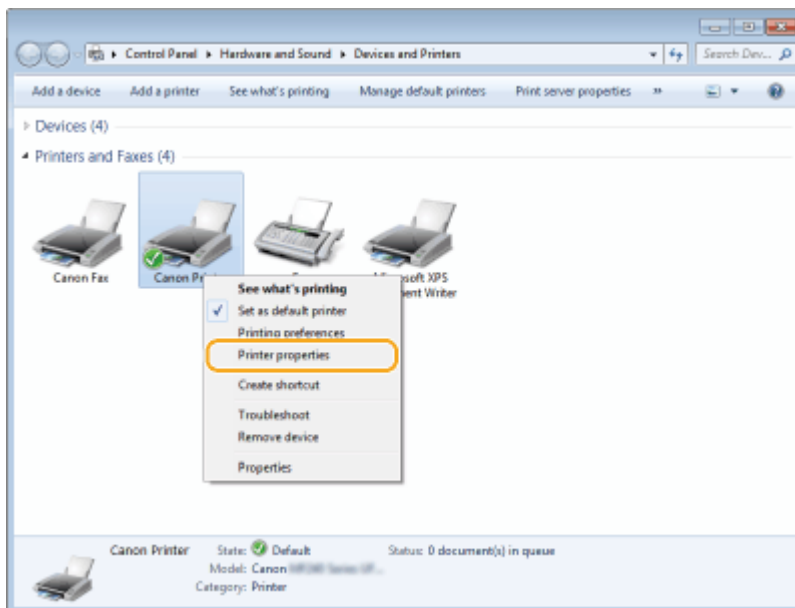 Control Panel ▸ Hardware and Sound ▸ Devices and Printers
Search Dev...
Add a device Add a printer See what's printing Manage default printers Print server properties »
Devices (4)
Printers and Faxes (4)
Canon Fax
Canon Pr
soft XPS
ent Writer
See what's printing
Set as default printer
Printing preferences
Printer properties
Create shortcut
Troubleshoot
Remove device
Properties
Canon Printer State: Default Status: 0 document(s) in queue
Model: Canon
Category: Printer